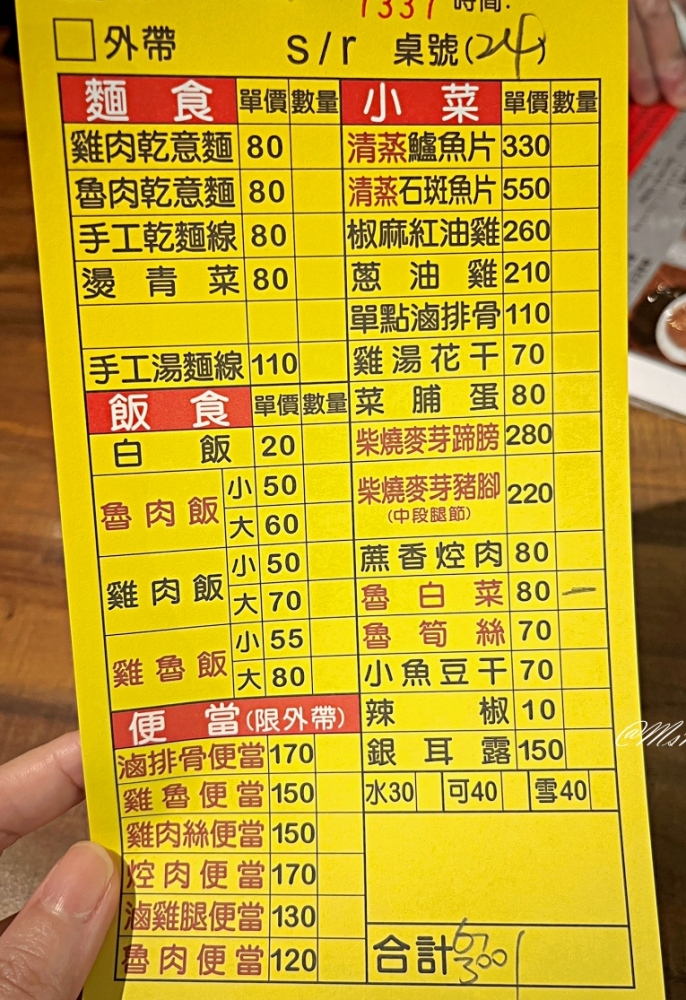 1337 時間:
外帶 s/r 桌號(24)
麵食 單價 數量
雞肉乾意麵 80
魯肉乾意麵 80
手工乾麵線 80
燙青菜 80
手工湯麵線 110
飯食 單價 數量
白飯 20
魯肉飯 小 50
大 60
雞肉飯 小 50
大 70
雞魯飯 小 55
大 80
便當(限外帶)
滷排骨便當 170
雞魯便當 150
雞肉絲便當 150
焢肉便當 170
滷雞腿便當 130
魯肉便當 120
小菜 單價 數量
清蒸鱸魚片 330
清蒸石斑魚片 550
椒麻紅油雞 260
蔥油雞 210
單點滷排骨 110
雞湯花干 70
菜脯蛋 80
柴燒麥芽蹄膀 280
柴燒麥芽豬腳 220
(中段腿節)
蔗香焢肉 80
魯白菜 80 一
魯筍絲 70
小魚豆干 70
辣椒 10
銀耳露 150
水30 可40 雪40
合計